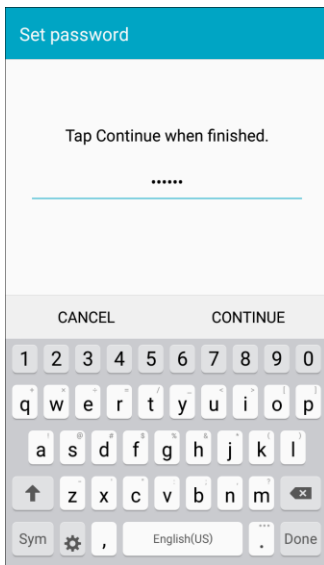 Set password
Tap Continue when finished.
••••••
CANCEL CONTINUE
1 2 3 4 5 6 7 8 9 0
q w e r t y u i o p
a s d f g h j k l
z x c v b n m
Sym , English(US) . Done